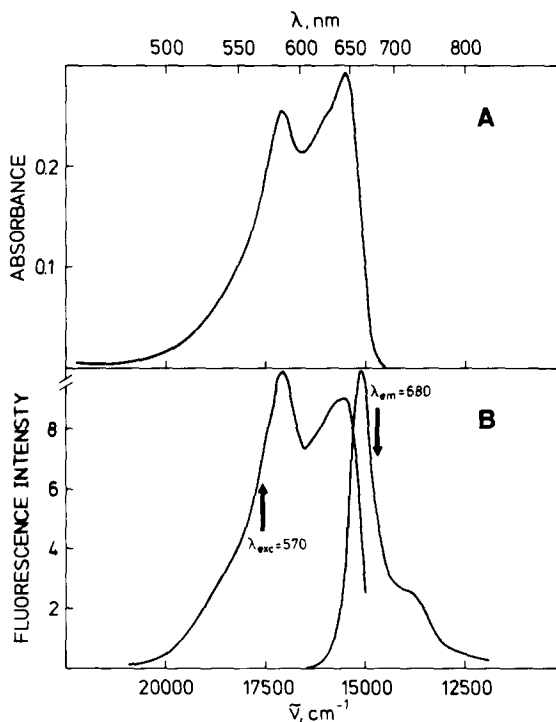 λ, nm
500 550 600 650 700 800
A
ABSORBANCE
0.2
0.1
B
FLUORESCENCE INTENSTY
8
6
4
2
λem=680
λexc=570
20000 17500 15000 12500
ṽ, cm⁻¹